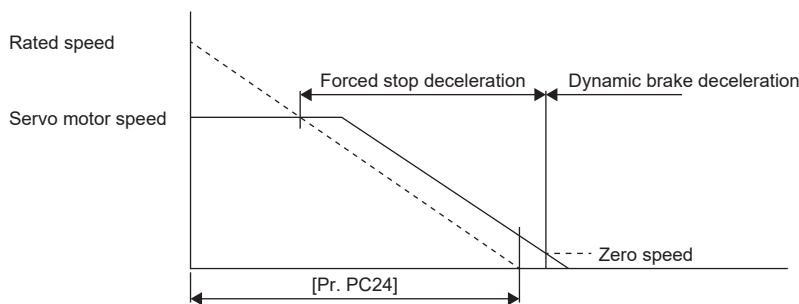 Rated speed
Forced stop deceleration
Dynamic brake deceleration
Servo motor speed
Zero speed
[Pr. PC24]